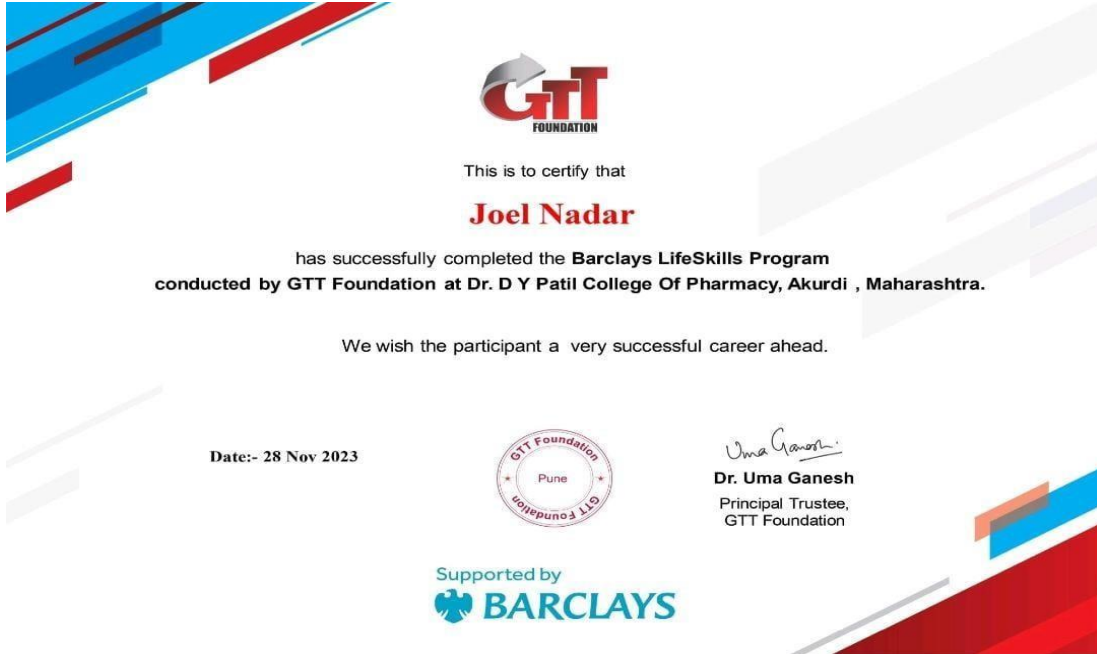 GTT
FOUNDATION
This is to certify that
Joel Nadar
has successfully completed the Barclays LifeSkills Program
conducted by GTT Foundation at Dr. D Y Patil College Of Pharmacy, Akurdi , Maharashtra.
We wish the participant a very successful career ahead.
Date:- 28 Nov 2023
GTT Foundation
Pune
GTT Foundation
Uma Ganesh.
Dr. Uma Ganesh
Principal Trustee,
GTT Foundation
Supported by
BARCLAYS